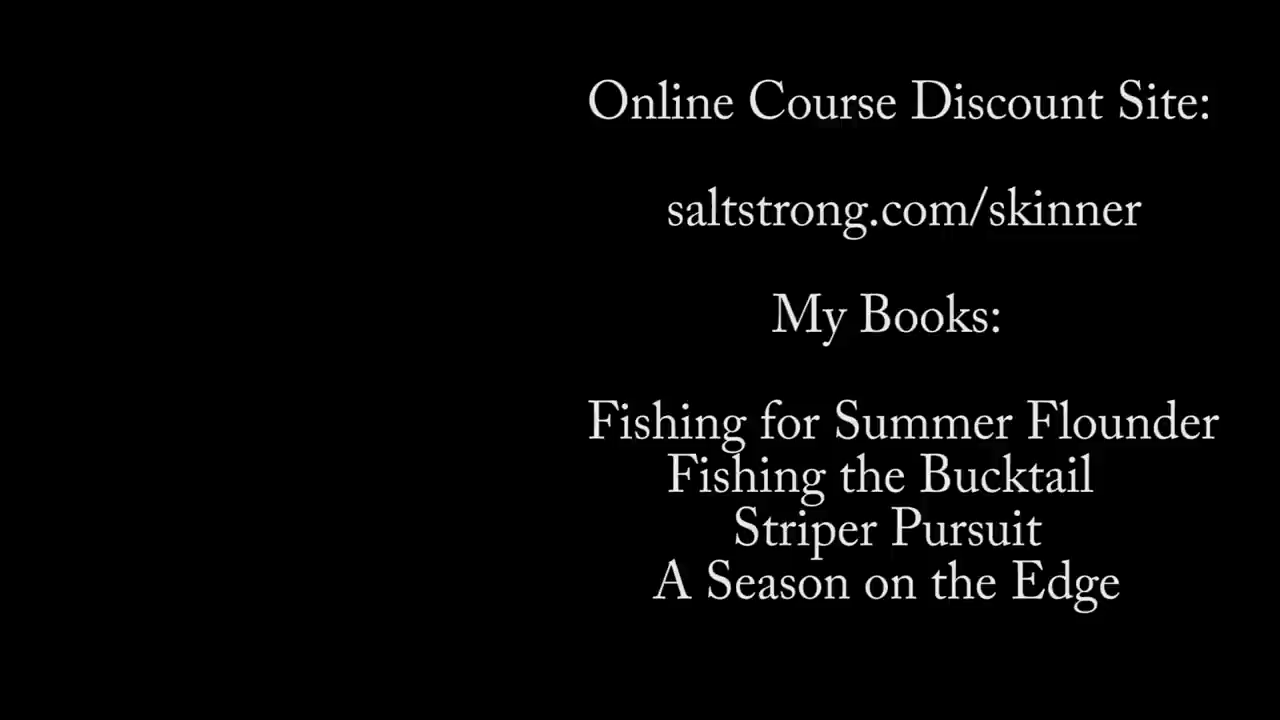 Online Course Discount Site:
saltstrong.com/skinner
My Books:
Fishing for Summer Flounder
Fishing the Bucktail
Striper Pursuit
A Season on the Edge